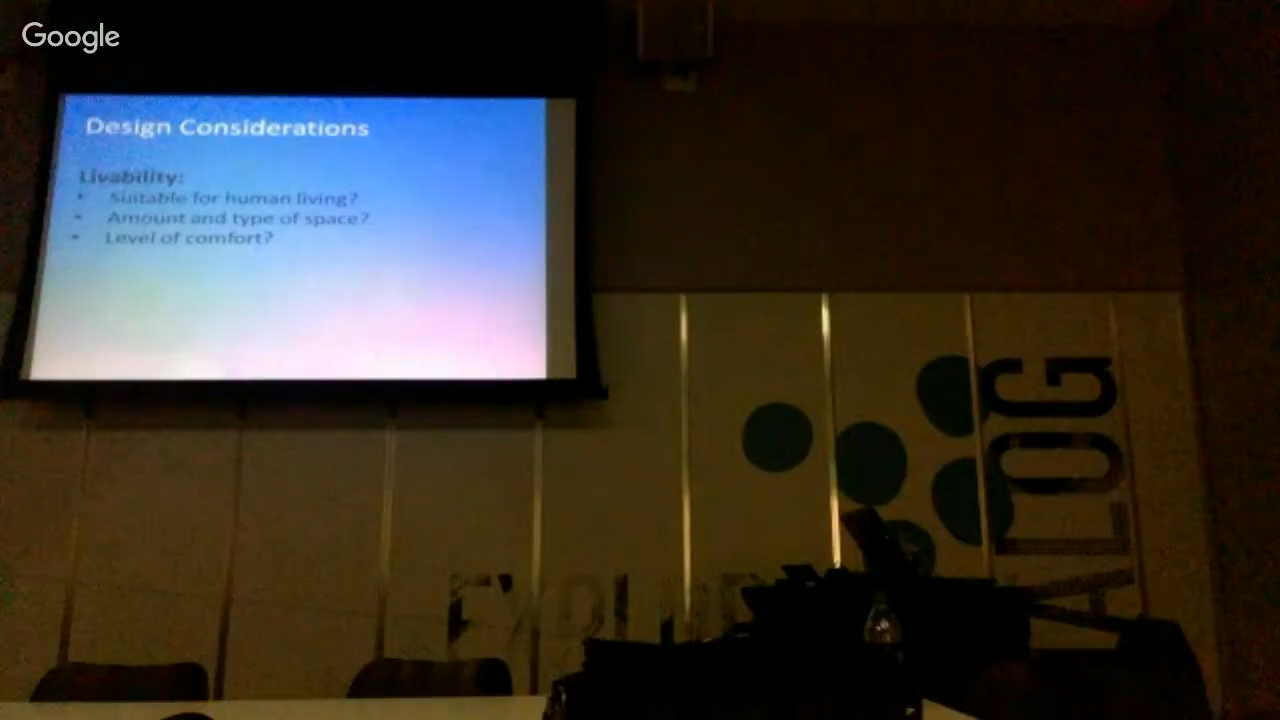 Google
Design Considerations
Livability:
• Suitable for human living?
• Amount and type of space?
• Level of comfort?